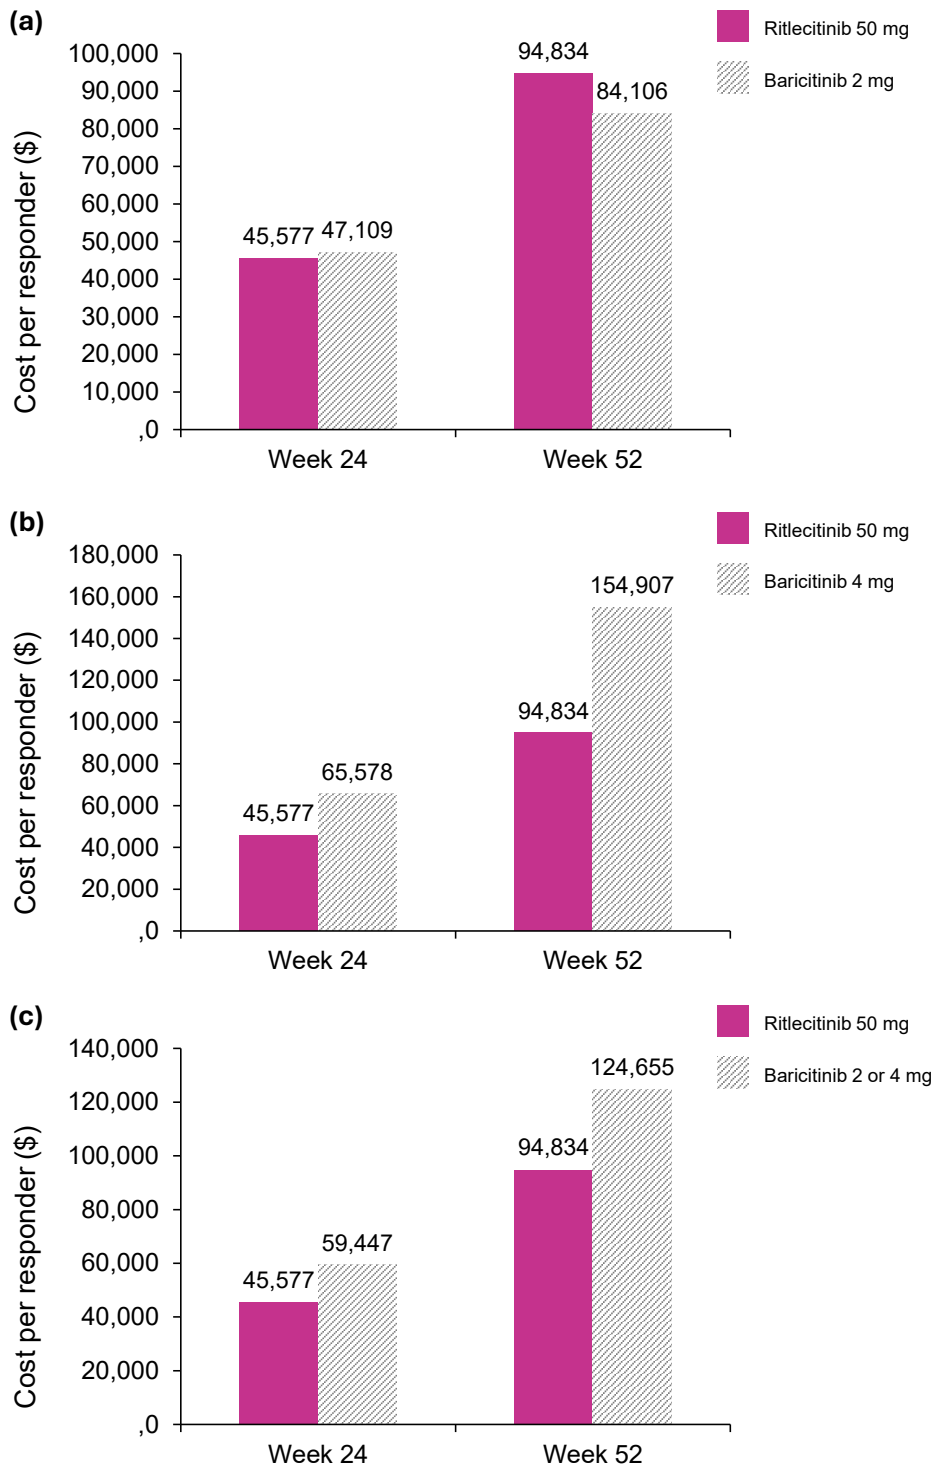 (a)
Ritlecitinib 50 mg
Baricitinib 2 mg
Cost per responder ($)
100,000
90,000
80,000
70,000
60,000
50,000
40,000
30,000
20,000
10,000
,0
45,577
47,109
94,834
84,106
Week 24
Week 52
(b)
Ritlecitinib 50 mg
Baricitinib 4 mg
Cost per responder ($)
180,000
160,000
140,000
120,000
100,000
80,000
60,000
40,000
20,000
,0
45,577
65,578
94,834
154,907
Week 24
Week 52
(c)
Ritlecitinib 50 mg
Baricitinib 2 or 4 mg
Cost per responder ($)
140,000
120,000
100,000
80,000
60,000
40,000
20,000
,0
45,577
59,447
94,834
124,655
Week 24
Week 52